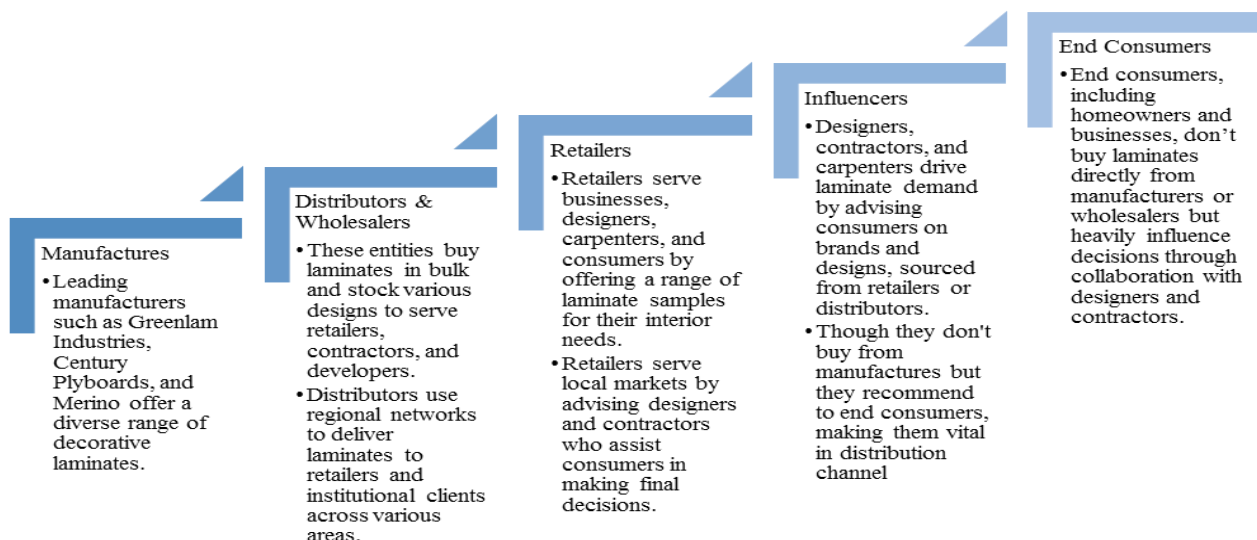 Manufactures
•Leading
manufacturers
such as Greenlam
Industries,
Century
Plyboards, and
Merino offer a
diverse range of
decorative
laminates.
Distributors &
Wholesalers
•These entities buy
laminates in bulk
and stock various
designs to serve
retailers,
contractors, and
developers.
•Distributors use
regional networks
to deliver
laminates to
retailers and
institutional clients
across various
areas.
Retailers
•Retailers serve
businesses,
designers,
carpenters, and
consumers by
offering a range of
laminate samples
for their interior
needs.
•Retailers serve
local markets by
advising designers
and contractors
who assist
consumers in
making final
decisions.
Influencers
•Designers,
contractors, and
carpenters drive
laminate demand
by advising
consumers on
brands and
designs, sourced
from retailers or
distributors.
•Though they don't
buy from
manufactures but
they recommend
to end consumers,
making them vital
in distribution
channel
End Consumers
•End consumers,
including
homeowners and
businesses, don’t
buy laminates
directly from
manufacturers or
wholesalers but
heavily influence
decisions through
collaboration with
designers and
contractors.